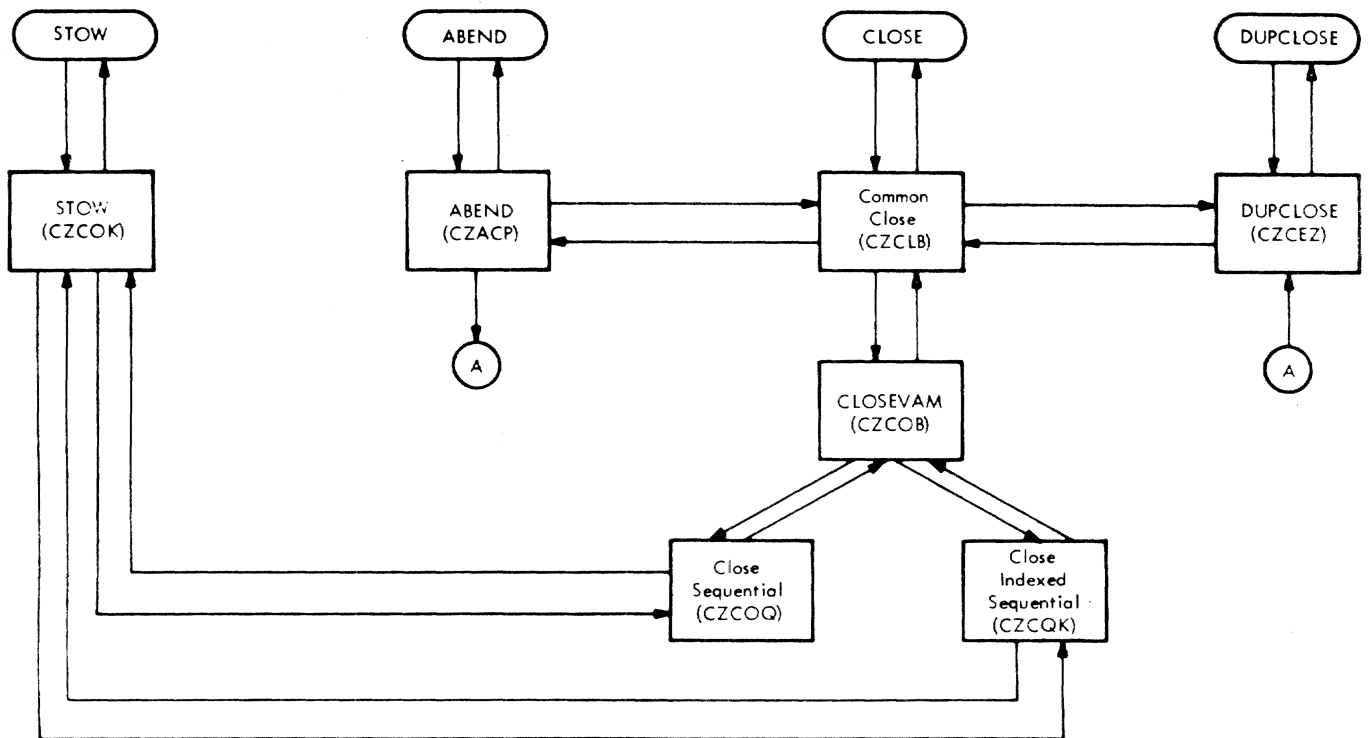 STOW
ABEND
CLOSE
DUPCLOSE
STOW
(CZCOK)
ABEND
(CZACP)
Common
Close
(CZCLB)
DUPCLOSE
(CZCEZ)
A
A
CLOSEVAM
(CZCOB)
Close
Sequential
(CZCOQ)
Close
Indexed
Sequential
(CZCQK)